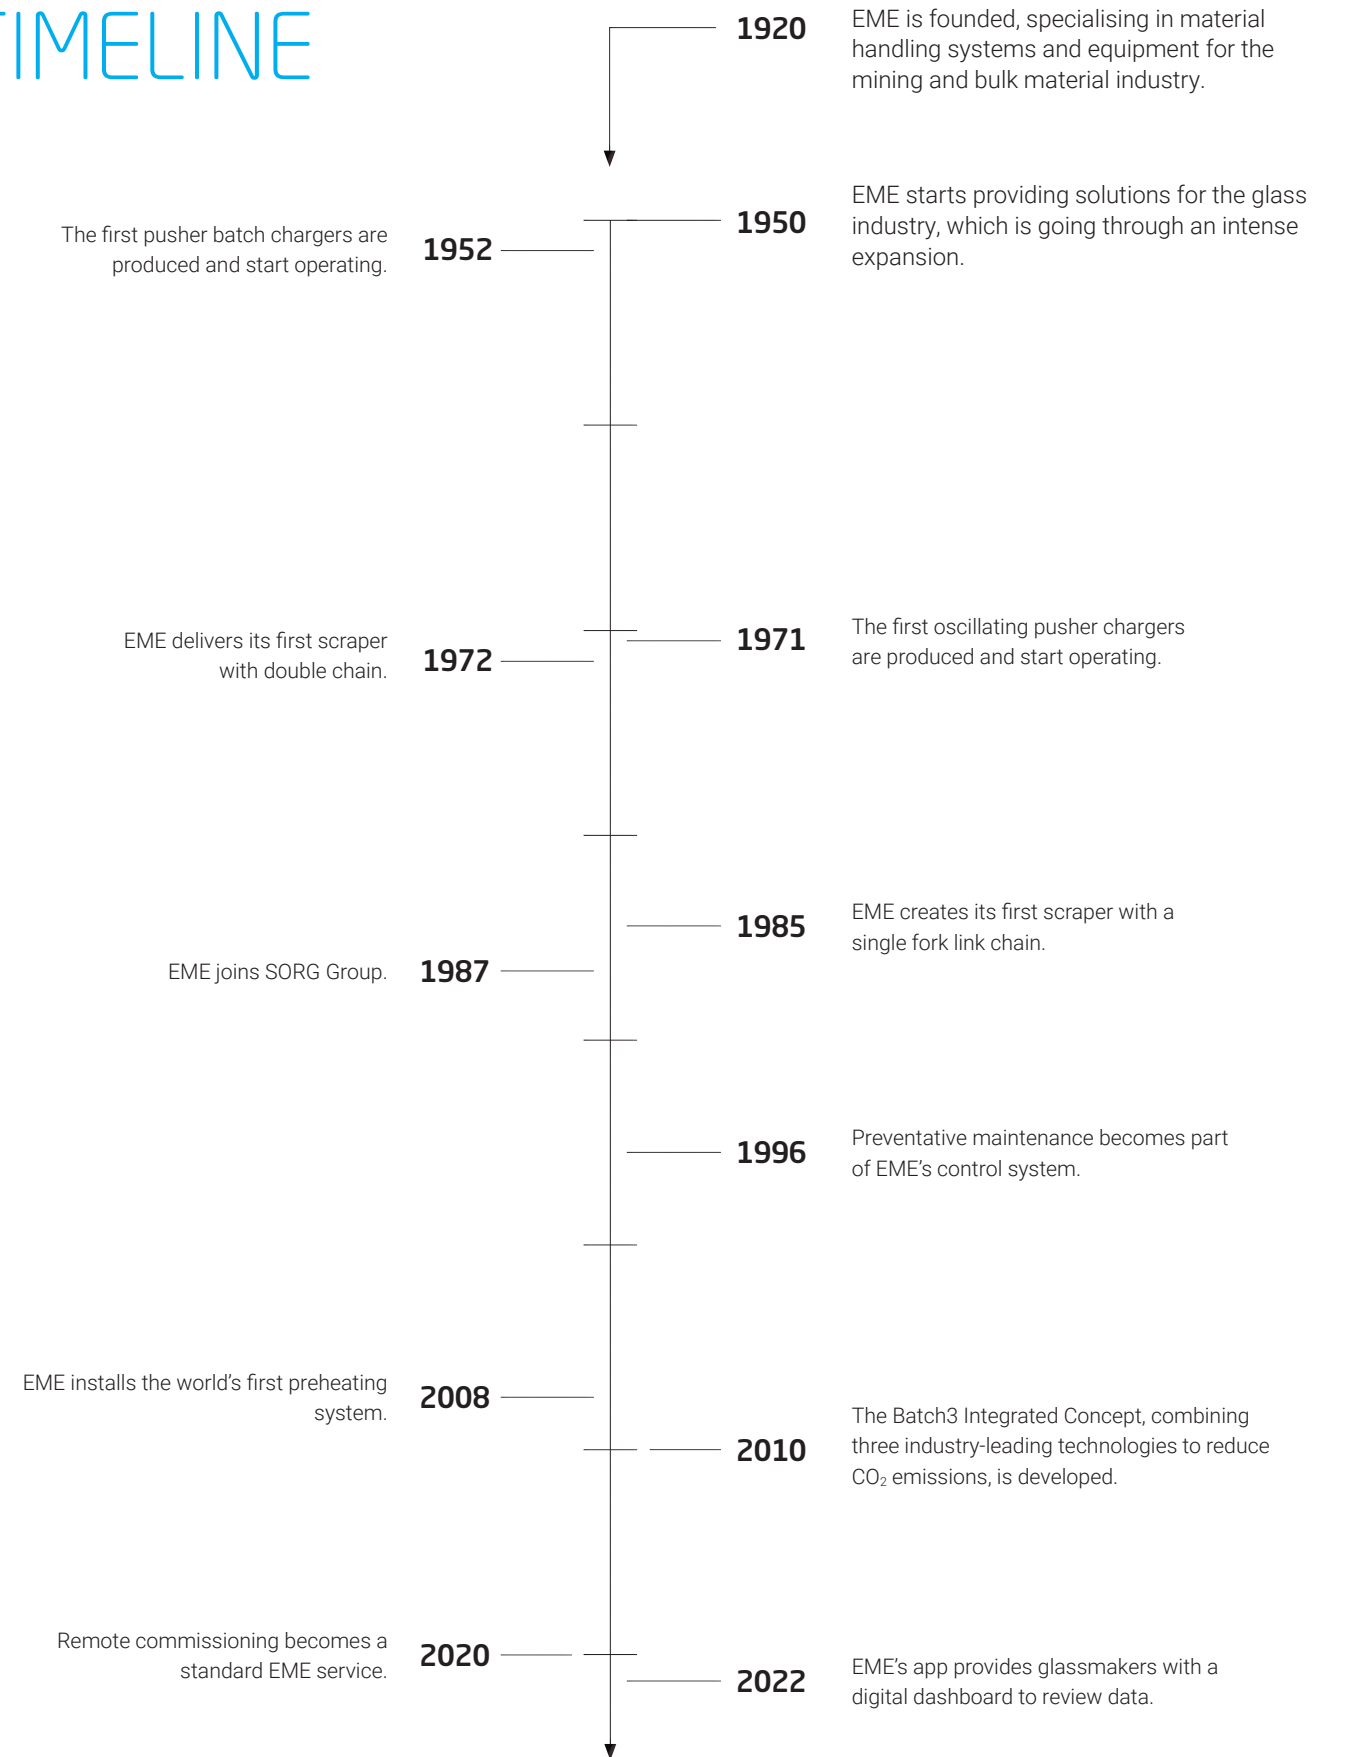 TIMELINE
1920
EME is founded, specialising in material
handling systems and equipment for the
mining and bulk material industry.
1950
EME starts providing solutions for the glass
industry, which is going through an intense
expansion.
The first pusher batch chargers are
produced and start operating.
1952
1971
The first oscillating pusher chargers
are produced and start operating.
EME delivers its first scraper
with double chain.
1972
1985
EME creates its first scraper with a
single fork link chain.
EME joins SORG Group.
1987
1996
Preventative maintenance becomes part
of EME’s control system.
EME installs the world’s first preheating
system.
2008
2010
The Batch3 Integrated Concept, combining
three industry-leading technologies to reduce
CO₂ emissions, is developed.
Remote commissioning becomes a
standard EME service.
2020
2022
EME’s app provides glassmakers with a
digital dashboard to review data.